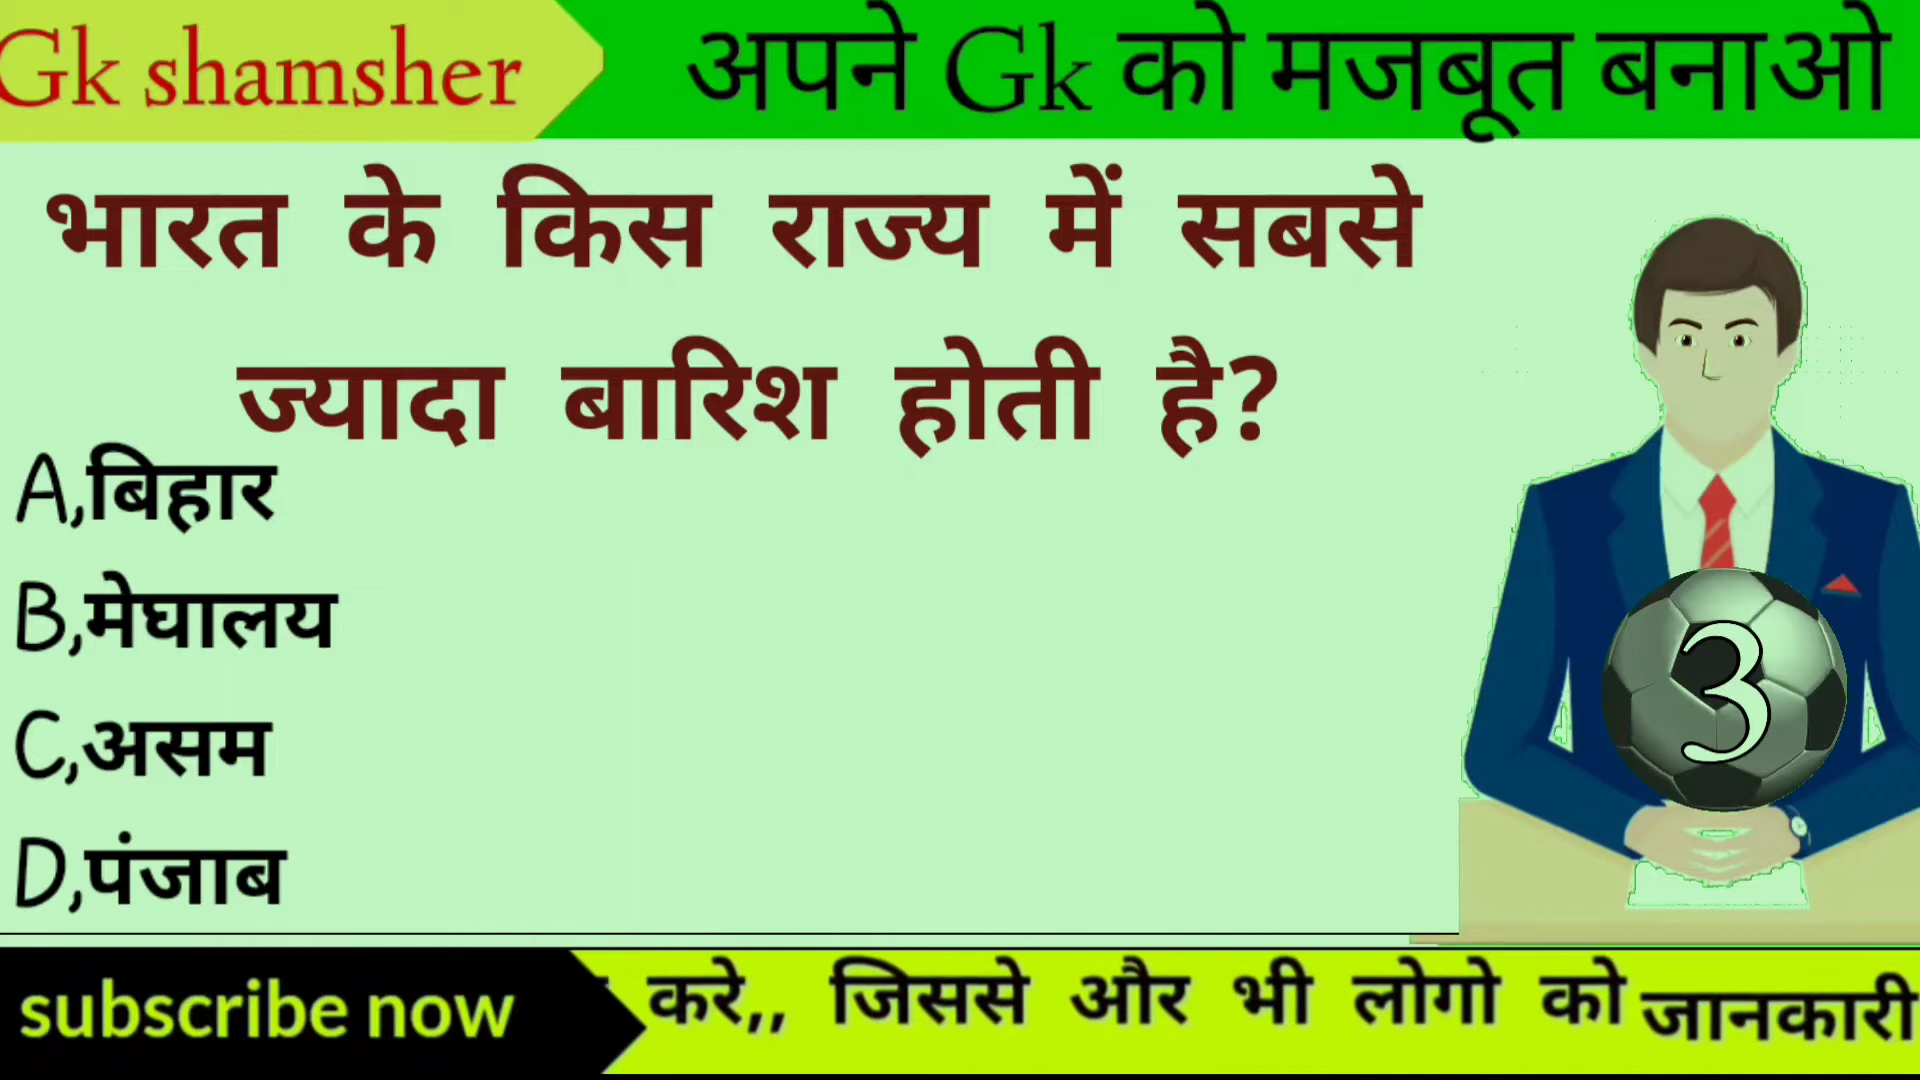 Gk shamsher
अपने Gk को मजबूत बनाओ
भारत के किस राज्य में सबसे
ज्यादा बारिश होती है?
A,बिहार
B,मेघालय
C,असम
D,पंजाब
3
subscribe now
करे,, जिससे और भी लोगो को जानकारी